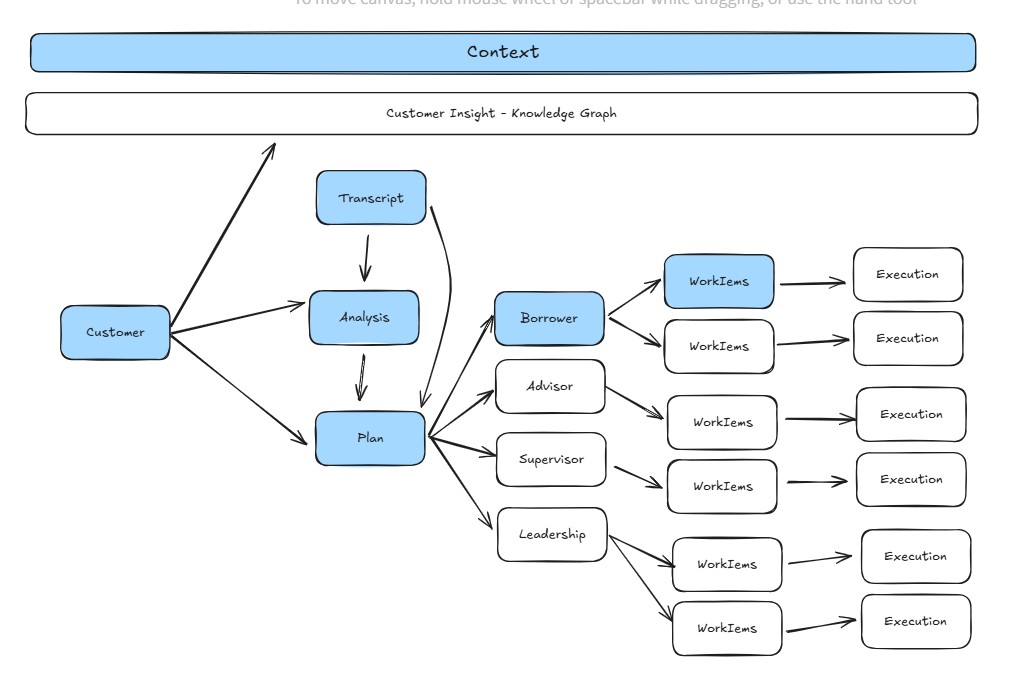 To move canvas, hold mouse wheel or spacebar while dragging, or use the hand tool
Context
Customer Insight - Knowledge Graph
Transcript
Customer
Analysis
Plan
Borrower
Advisor
Supervisor
Leadership
WorkIems
WorkIems
WorkIems
WorkIems
WorkIems
WorkIems
Execution
Execution
Execution
Execution
Execution
Execution